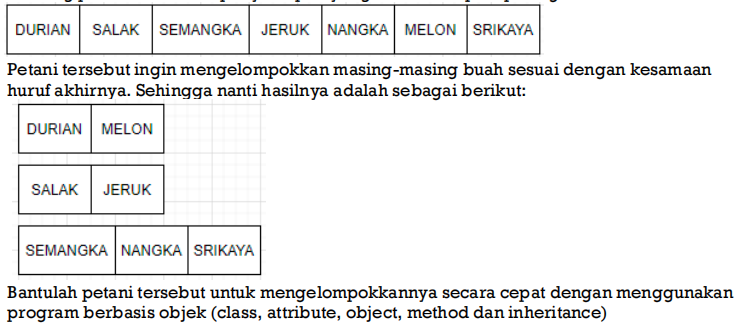 DURIAN SALAK SEMANGKA JERUK NANGKA MELON SRIKAYA
Petani tersebut ingin mengelompokkan masing-masing buah sesuai dengan kesamaan
huruf akhirnya. Sehingga nanti hasilnya adalah sebagai berikut:
DURIAN MELON
SALAK JERUK
SEMANGKA NANGKA SRIKAYA
Bantulah petani tersebut untuk mengelompokkannya secara cepat dengan menggunakan
program berbasis objek (class, attribute, object, method dan inheritance)